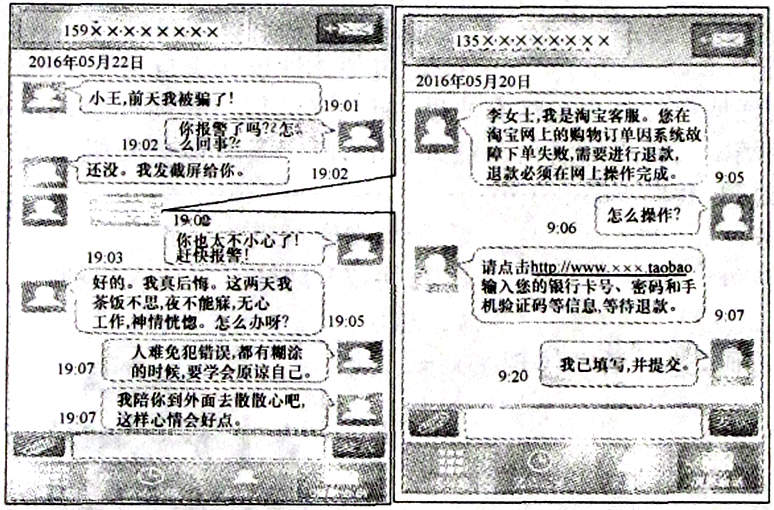 159×××××××
2016年05月22日
小王,前天我被骗了!
19:01
你报警了吗??怎
么回事?
19:02
还没。我发截屏给你。
19:02
你也太不小心了!
赶快报警!
19:03
好的。我真后悔。这两天我
茶饭不思,夜不能寐,无心
工作,神情恍惚。怎么办呀?
19:05
人难免犯错误,都有糊涂
的时候,要学会原谅自己。
19:07
我陪你到外面去散散心吧,
这样心情会好点。
19:07
135××××××××
2016年05月20日
李女士,我是淘宝客服。您在
淘宝网上的购物订单因系统故
障下单失败,需要进行退款,
退款必须在网上操作完成。
9:05
怎么操作?
9:06
请点击http://www.×××.taobao.
输入您的银行卡号、密码和手
机验证码等信息,等待退款。
9:07
我已填写,并提交。
9:20